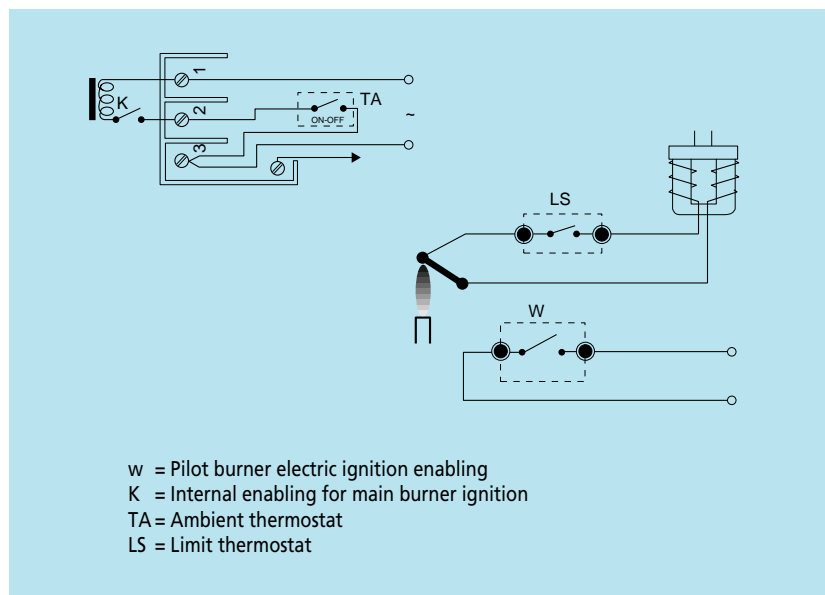 1
K
2
TA
ON-OFF
~
3
LS
W
w = Pilot burner electric ignition enabling
K = Internal enabling for main burner ignition
TA = Ambient thermostat
LS = Limit thermostat